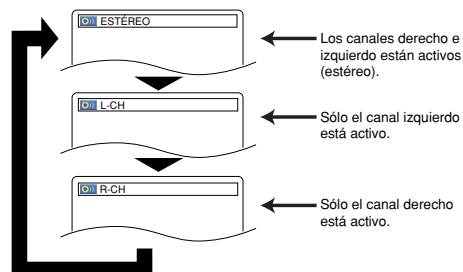 ESTÉREO
Los canales derecho e
izquierdo están activos
(estéreo).
L-CH
Sólo el canal izquierdo
está activo.
R-CH
Sólo el canal derecho
está activo.